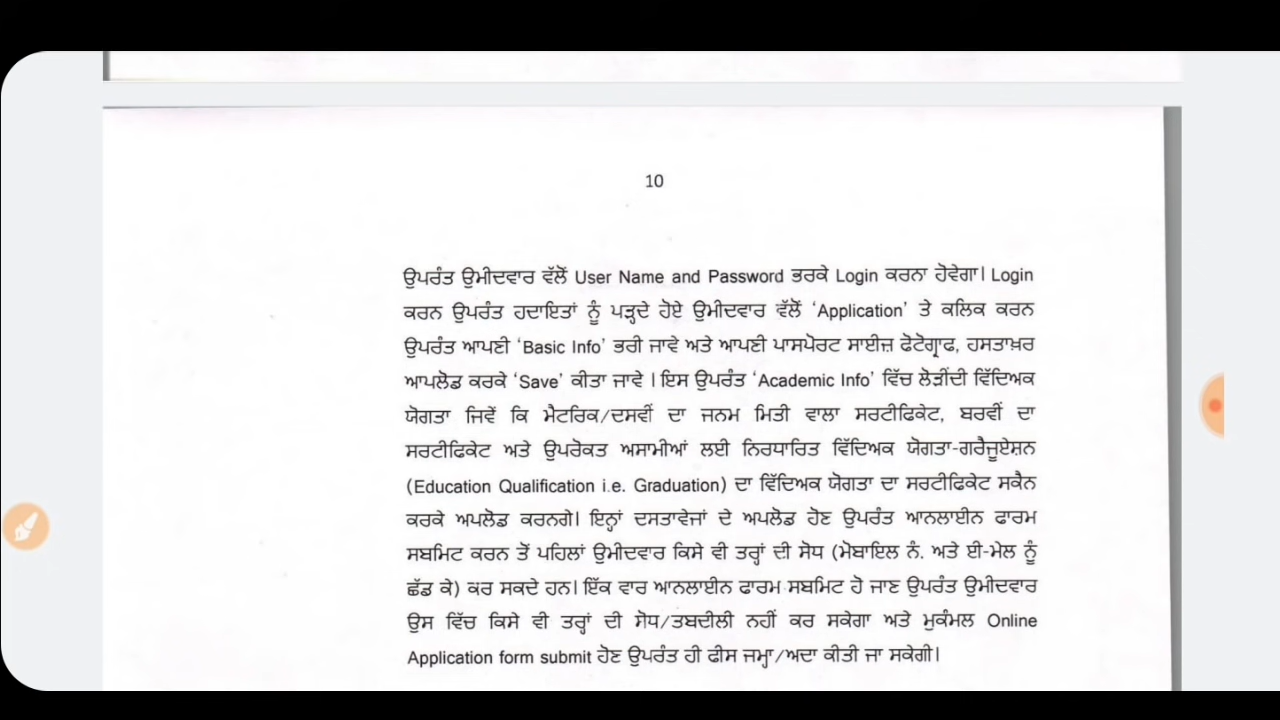 10
ਉਪਰੰਤ ਉਮੀਦਵਾਰ ਵੱਲੋਂ User Name and Password ਭਰਕੇ Login ਕਰਨਾ ਹੋਵੇਗਾ। Login
ਕਰਨ ਉਪਰੰਤ ਹਦਾਇਤਾਂ ਨੂੰ ਪੜ੍ਹਦੇ ਹੋਏ ਉਮੀਦਵਾਰ ਵੱਲੋਂ ‘Application’ ਤੇ ਕਲਿਕ ਕਰਨ
ਉਪਰੰਤ ਆਪਣੀ ‘Basic Info’ ਭਰੀ ਜਾਵੇ ਅਤੇ ਆਪਣੀ ਪਾਸਪੋਰਟ ਸਾਈਜ਼ ਫੋਟੋਗ੍ਰਾਫ, ਹਸਤਾਖ਼ਰ
ਆਪਲੋਡ ਕਰਕੇ ‘Save’ ਕੀਤਾ ਜਾਵੇ । ਇਸ ਉਪਰੰਤ ‘Academic Info’ ਵਿੱਚ ਲੋੜੀਂਦੀ ਵਿੱਦਿਅਕ
ਯੋਗਤਾ ਜਿਵੇਂ ਕਿ ਮੈਟਰਿਕ/ਦਸਵੀਂ ਦਾ ਜਨਮ ਮਿਤੀ ਵਾਲਾ ਸਰਟੀਫਿਕੇਟ, ਬਰਵੀਂ ਦਾ
ਸਰਟੀਫਿਕੇਟ ਅਤੇ ਉਪਰੋਕਤ ਅਸਾਮੀਆਂ ਲਈ ਨਿਰਧਾਰਿਤ ਵਿੱਦਿਅਕ ਯੋਗਤਾ-ਗਰੈਜੂਏਸ਼ਨ
(Education Qualification i.e. Graduation) ਦਾ ਵਿੱਦਿਅਕ ਯੋਗਤਾ ਦਾ ਸਰਟੀਫਿਕੇਟ ਸਕੈਨ
ਕਰਕੇ ਅਪਲੋਡ ਕਰਨਗੇ। ਇਨ੍ਹਾਂ ਦਸਤਾਵੇਜਾਂ ਦੇ ਅਪਲੋਡ ਹੋਣ ਉਪਰੰਤ ਆਨਲਾਈਨ ਫਾਰਮ
ਸਬਮਿਟ ਕਰਨ ਤੋਂ ਪਹਿਲਾਂ ਉਮੀਦਵਾਰ ਕਿਸੇ ਵੀ ਤਰ੍ਹਾਂ ਦੀ ਸੋਧ (ਮੋਬਾਇਲ ਨੰ. ਅਤੇ ਈ-ਮੇਲ ਨੂੰ
ਛੱਡ ਕੇ) ਕਰ ਸਕਦੇ ਹਨ। ਇੱਕ ਵਾਰ ਆਨਲਾਈਨ ਫਾਰਮ ਸਬਮਿਟ ਹੋ ਜਾਣ ਉਪਰੰਤ ਉਮੀਦਵਾਰ
ਉਸ ਵਿੱਚ ਕਿਸੇ ਵੀ ਤਰ੍ਹਾਂ ਦੀ ਸੋਧ/ਤਬਦੀਲੀ ਨਹੀਂ ਕਰ ਸਕੇਗਾ ਅਤੇ ਮੁਕੰਮਲ Online
Application form submit ਹੋਣ ਉਪਰੰਤ ਹੀ ਫੀਸ ਜਮ੍ਹਾ/ਅਦਾ ਕੀਤੀ ਜਾ ਸਕੇਗੀ।